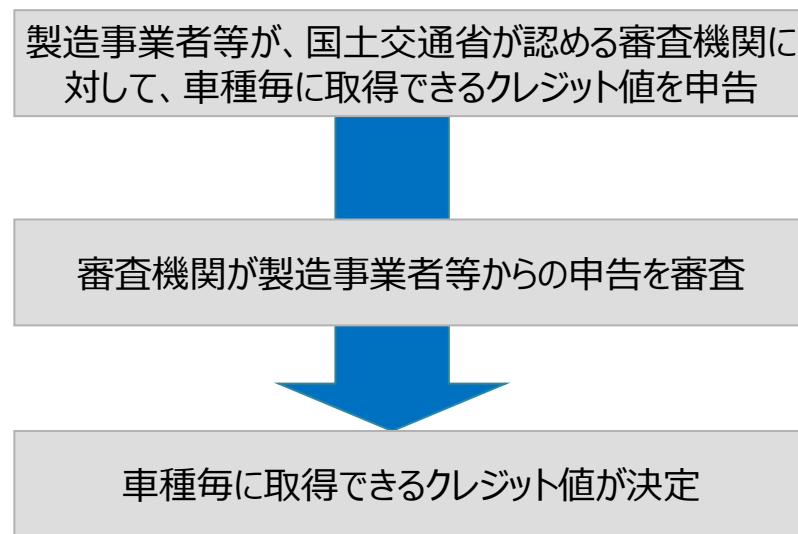 製造事業者等が、国土交通省が認める審査機関に
対して、車種毎に取得できるクレジット値を申告
審査機関が製造事業者等からの申告を審査
車種毎に取得できるクレジット値が決定